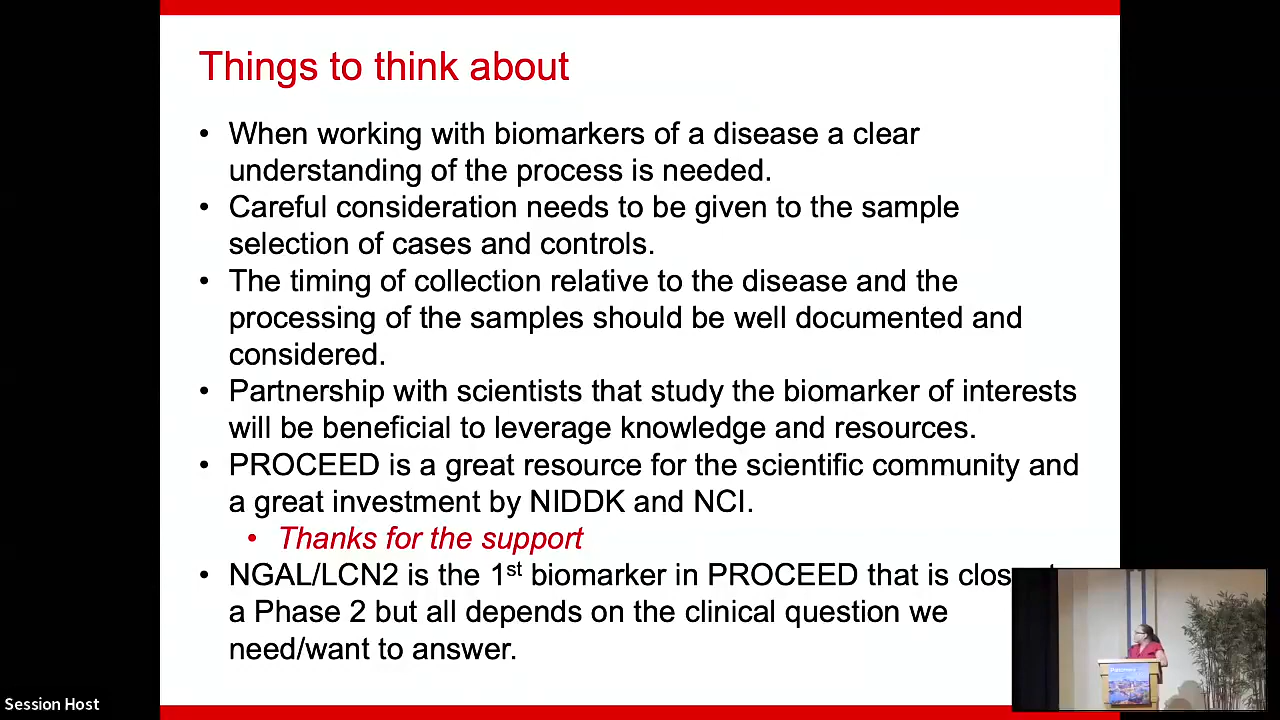 Things to think about
• When working with biomarkers of a disease a clear
understanding of the process is needed.
• Careful consideration needs to be given to the sample
selection of cases and controls.
• The timing of collection relative to the disease and the
processing of the samples should be well documented and
considered.
• Partnership with scientists that study the biomarker of interests
will be beneficial to leverage knowledge and resources.
• PROCEED is a great resource for the scientific community and
a great investment by NIDDK and NCI.
• Thanks for the support
• NGAL/LCN2 is the 1st biomarker in PROCEED that is
a Phase 2 but all depends on the clinical question we
need/want to answer.
Session Host